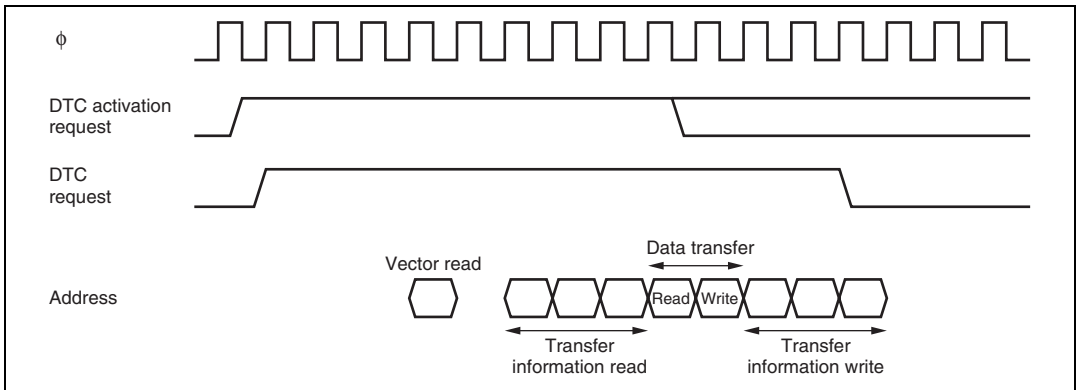 ϕ
DTC activation
request
DTC
request
Vector read
Data transfer
Address
Read Write
Transfer
information read
Transfer
information write